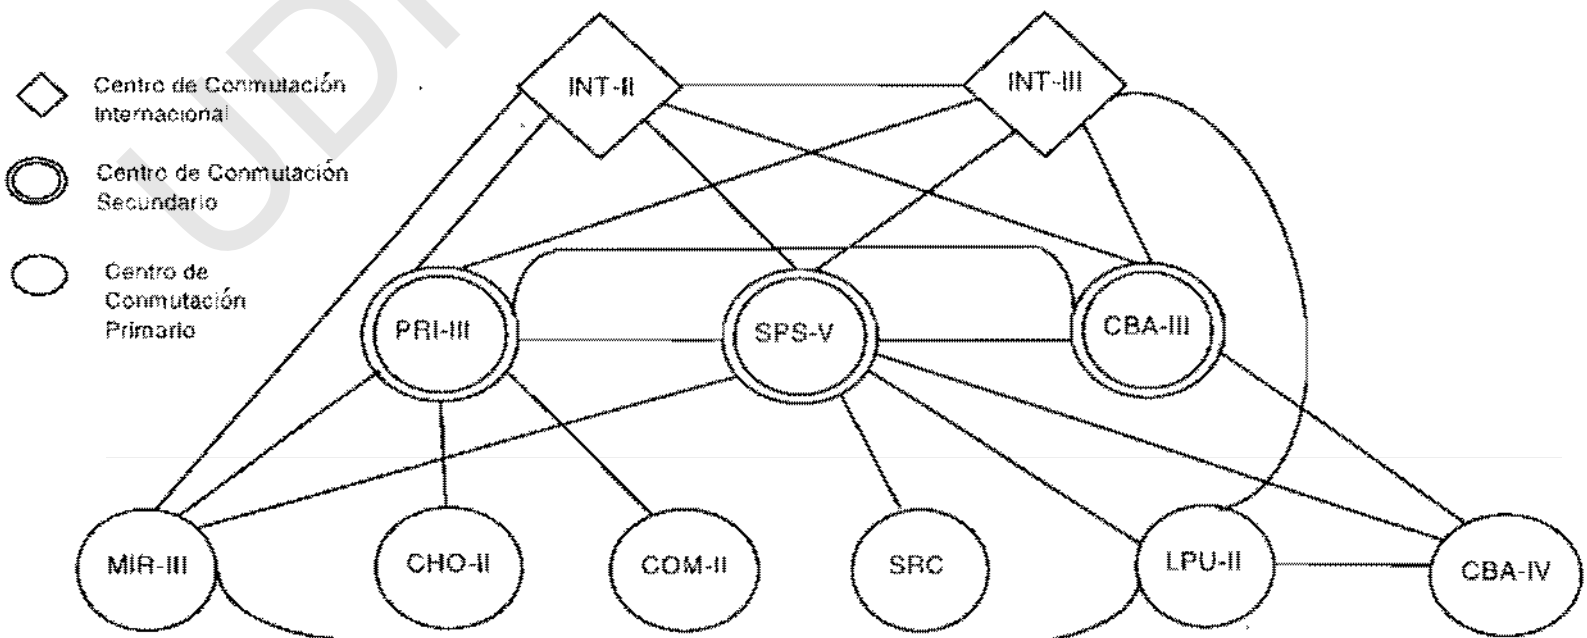 INT-II
INT-III
Centro de Conmutación
Internacional
Centro de Conmutación
Secundario
Centro de
Conmutación
Primario
PRI-III
SPS-V
CBA-III
MIR-III
CHO-II
COM-II
SRC
LPU-II
CBA-IV